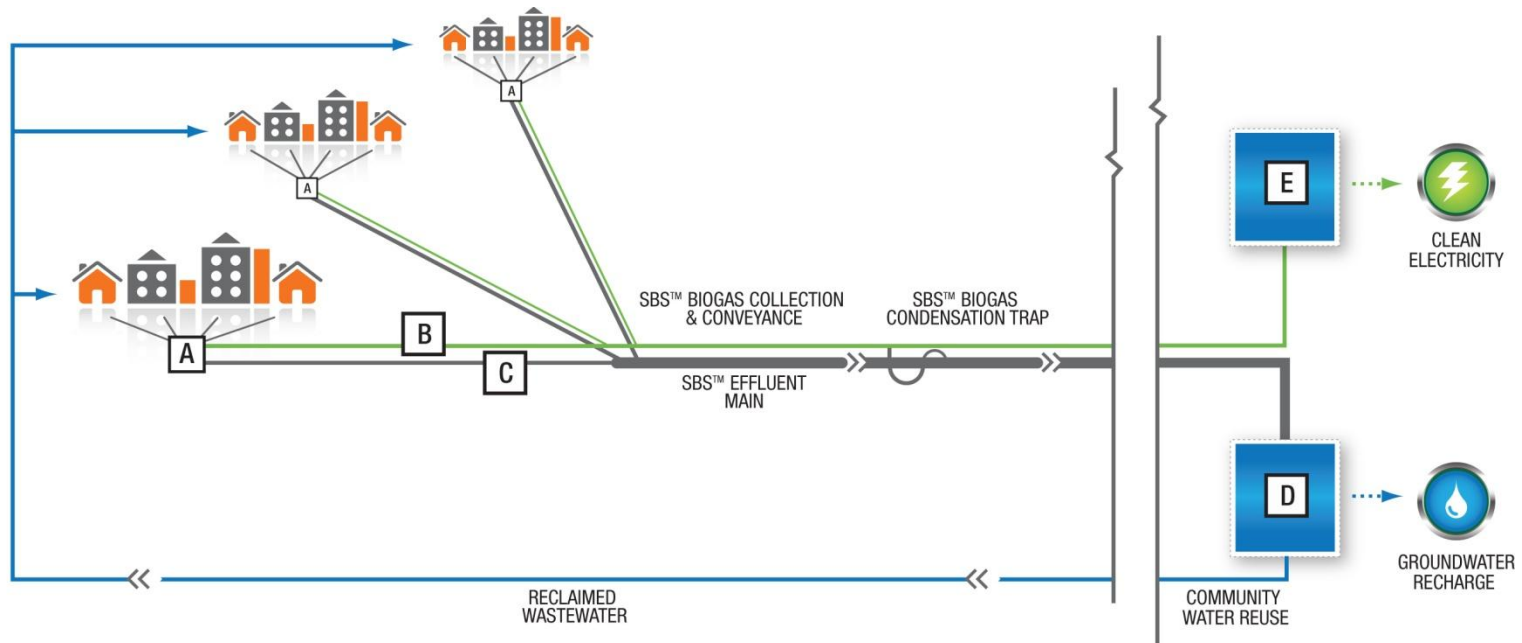 A
A
A
B
C
SBS™ BIOGAS COLLECTION
& CONVEYANCE
SBS™ BIOGAS
CONDENSATION TRAP
SBS™ EFFLUENT
MAIN
E
CLEAN
ELECTRICITY
D
GROUNDWATER
RECHARGE
RECLAIMED
WASTEWATER
COMMUNITY
WATER REUSE